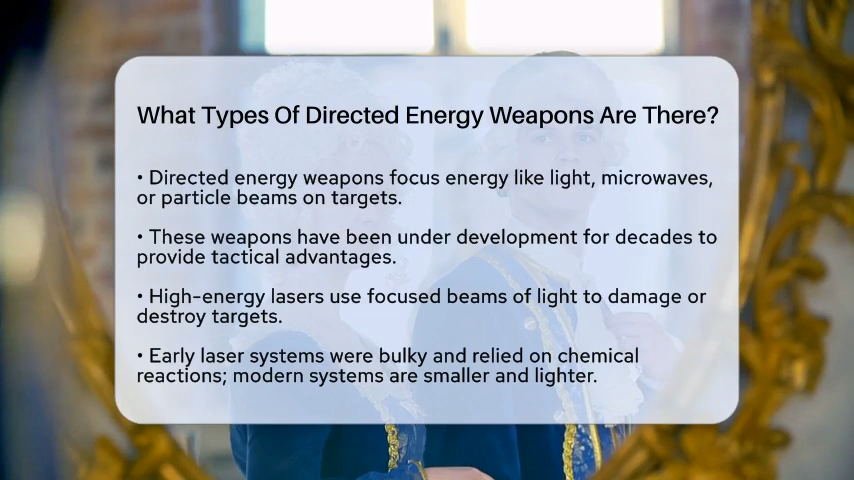 What Types Of Directed Energy Weapons Are There?
• Directed energy weapons focus energy like light, microwaves,
or particle beams on targets.
• These weapons have been under development for decades to
provide tactical advantages.
• High-energy lasers use focused beams of light to damage or
destroy targets.
• Early laser systems were bulky and relied on chemical
reactions; modern systems are smaller and lighter.